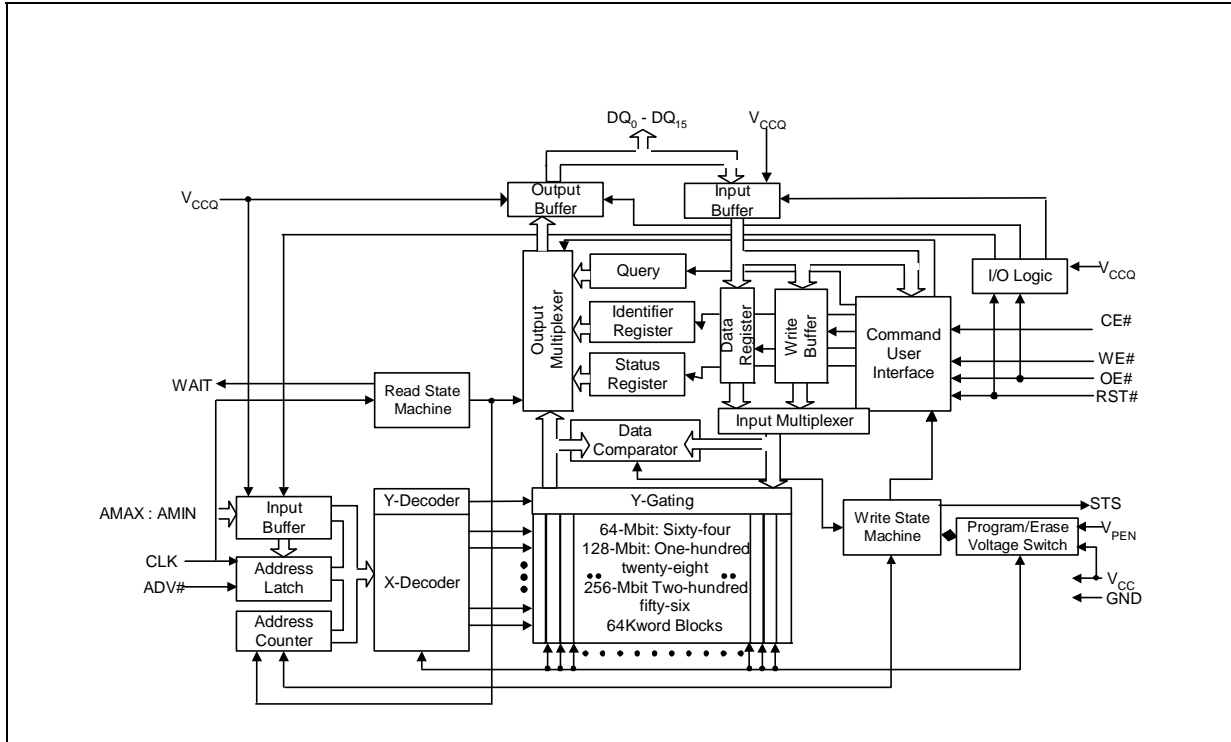 DQ0 - DQ15
VCCQ
VCCQ
Output
Buffer
Input
Buffer
Query
I/O Logic
VCCQ
Output
Multiplexer
Identifier
Register
Data
Register
Write
Buffer
Command
User
Interface
CE#
WE#
OE#
RST#
Status
Register
WAIT
Read State
Machine
Input Multiplexer
Data
Comparator
AMAX : AMIN
Input
Buffer
Y-Decoder
Y-Gating
STS
CLK
ADV#
Address
Latch
X-Decoder
64-Mbit: Sixty-four
128-Mbit: One-hundred
twenty-eight
256-Mbit Two-hundred
fifty-six
64Kword Blocks
Write State
Machine
Program/Erase
Voltage Switch
VPEN
VCC
GND
Address
Counter